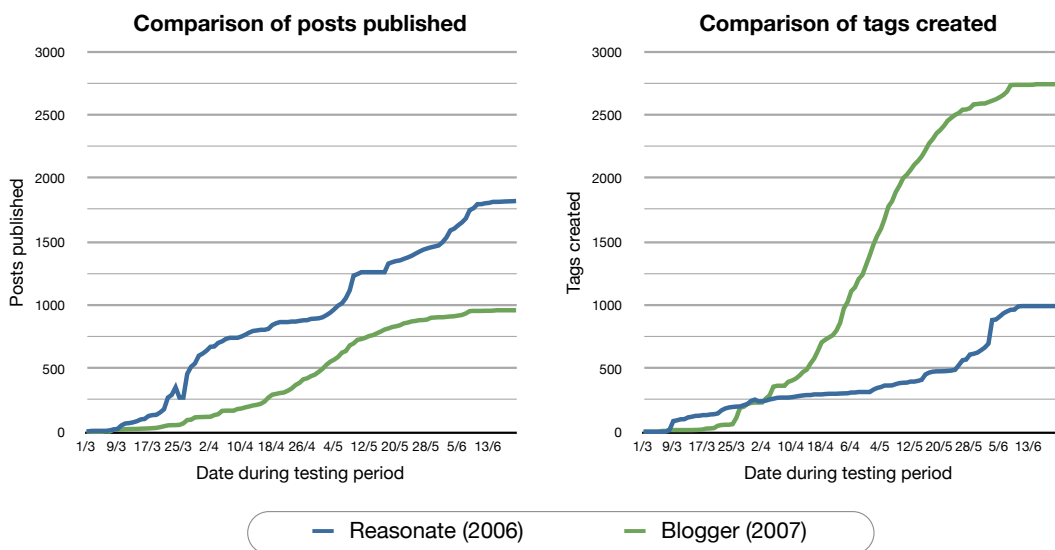 Comparison of posts published
3000
2500
2000
1500
1000
500
0
Posts published
1/3 9/3 17/3 25/3 2/4 10/4 18/4 26/4 4/5 12/5 20/5 28/5 5/6 13/6
Date during testing period
Comparison of tags created
3000
2500
2000
1500
1000
500
0
Tags created
1/3 9/3 17/3 25/3 2/4 10/4 18/4 6/4 4/5 12/5 20/5 28/5 5/6 13/6
Date during testing period
Reasonate (2006)
Blogger (2007)